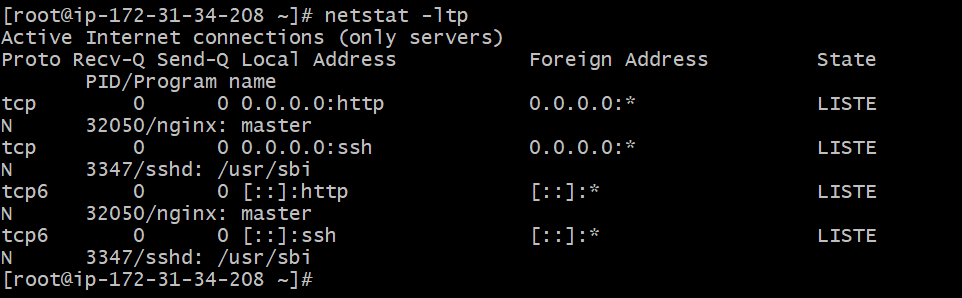 [root@ip-172-31-34-208 ~]# netstat -ltp
Active Internet connections (only servers)
Proto Recv-Q Send-Q Local Address           Foreign Address         State
       PID/Program name
tcp        0      0 0.0.0.0:http            0.0.0.0:*               LISTE
N      32050/nginx: master
tcp        0      0 0.0.0.0:ssh             0.0.0.0:*               LISTE
N      3347/sshd: /usr/sbi
tcp6       0      0 [::]:http               [::]:*                  LISTE
N      32050/nginx: master
tcp6       0      0 [::]:ssh                [::]:*                  LISTE
N      3347/sshd: /usr/sbi
[root@ip-172-31-34-208 ~]#